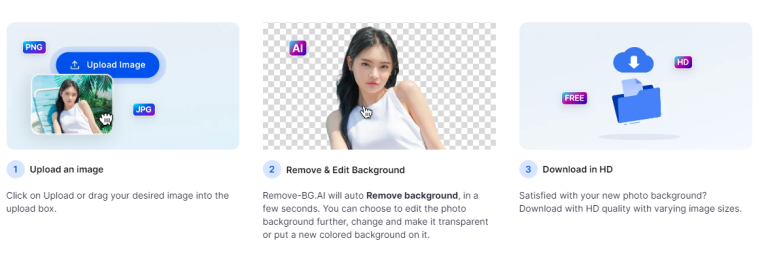 PNG
Upload Image
JPG
1 Upload an image
Click on Upload or drag your desired image into the
upload box.
AI
2 Remove & Edit Background
Remove-BG.AI will auto Remove background, in a
few seconds. You can choose to edit the photo
background further, change and make it transparent
or put a new colored background on it.
HD
FREE
3 Download in HD
Satisfied with your new photo background?
Download with HD quality with varying image sizes.